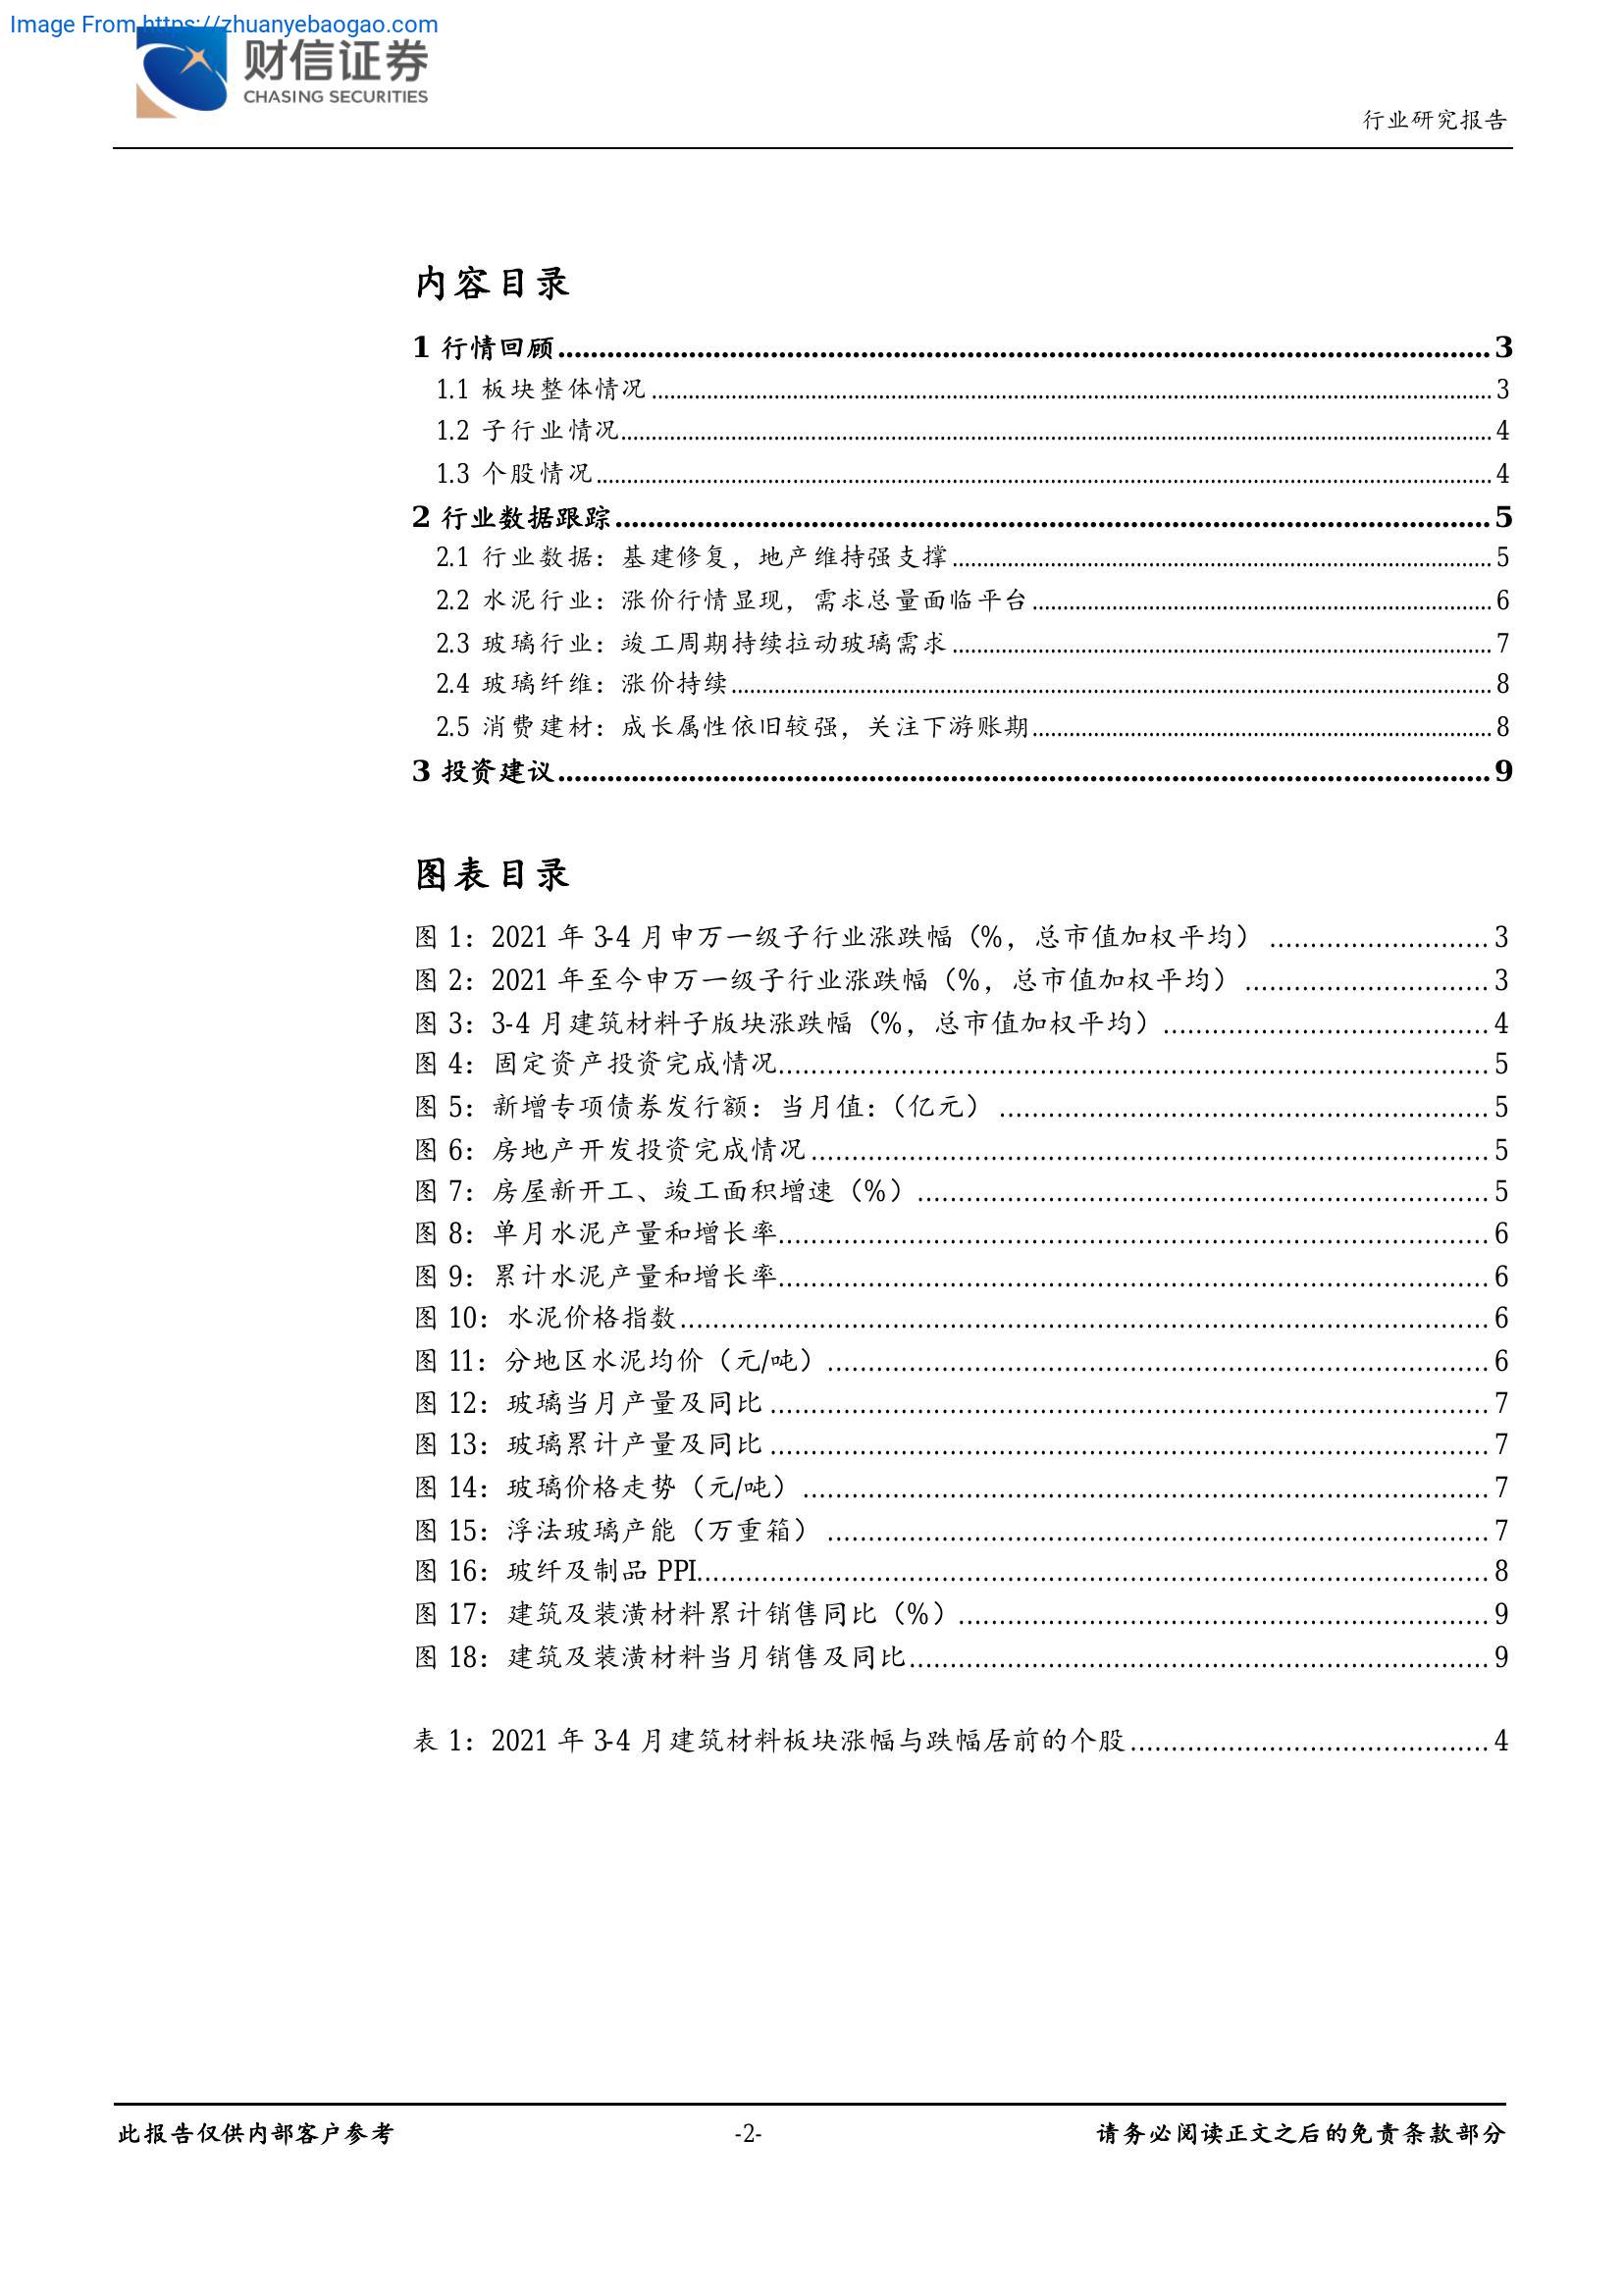 Image From https://zhuanyebaogao.com
财信证券
CHASING SECURITIES
行业研究报告
内容目录
1 行情回顾 3
1.1 板块整体情况 3
1.2 子行业情况 4
1.3 个股情况 4
2 行业数据跟踪 5
2.1 行业数据：基建修复，地产维持强支撑 5
2.2 水泥行业：涨价行情显现，需求总量面临平台 6
2.3 玻璃行业：竣工周期持续拉动玻璃需求 7
2.4 玻璃纤维：涨价持续 8
2.5 消费建材：成长属性依旧较强，关注下游账期 8
3 投资建议 9
图表目录
图 1：2021 年 3-4 月申万一级子行业涨跌幅（%，总市值加权平均） 3
图 2：2021 年至今申万一级子行业涨跌幅（%，总市值加权平均） 3
图 3：3-4 月建筑材料子版块涨跌幅（%，总市值加权平均） 4
图 4：固定资产投资完成情况 5
图 5：新增专项债券发行额：当月值：（亿元） 5
图 6：房地产开发投资完成情况 5
图 7：房屋新开工、竣工面积增速（%） 5
图 8：单月水泥产量和增长率 6
图 9：累计水泥产量和增长率 6
图 10：水泥价格指数 6
图 11：分地区水泥均价（元/吨） 6
图 12：玻璃当月产量及同比 7
图 13：玻璃累计产量及同比 7
图 14：玻璃价格走势（元/吨） 7
图 15：浮法玻璃产能（万重箱） 7
图 16：玻纤及制品 PPI 8
图 17：建筑及装潢材料累计销售同比（%） 9
图 18：建筑及装潢材料当月销售及同比 9
表 1：2021 年 3-4 月建筑材料板块涨幅与跌幅居前的个股 4
此报告仅供内部客户参考 -2- 请务必阅读正文之后的免责条款部分